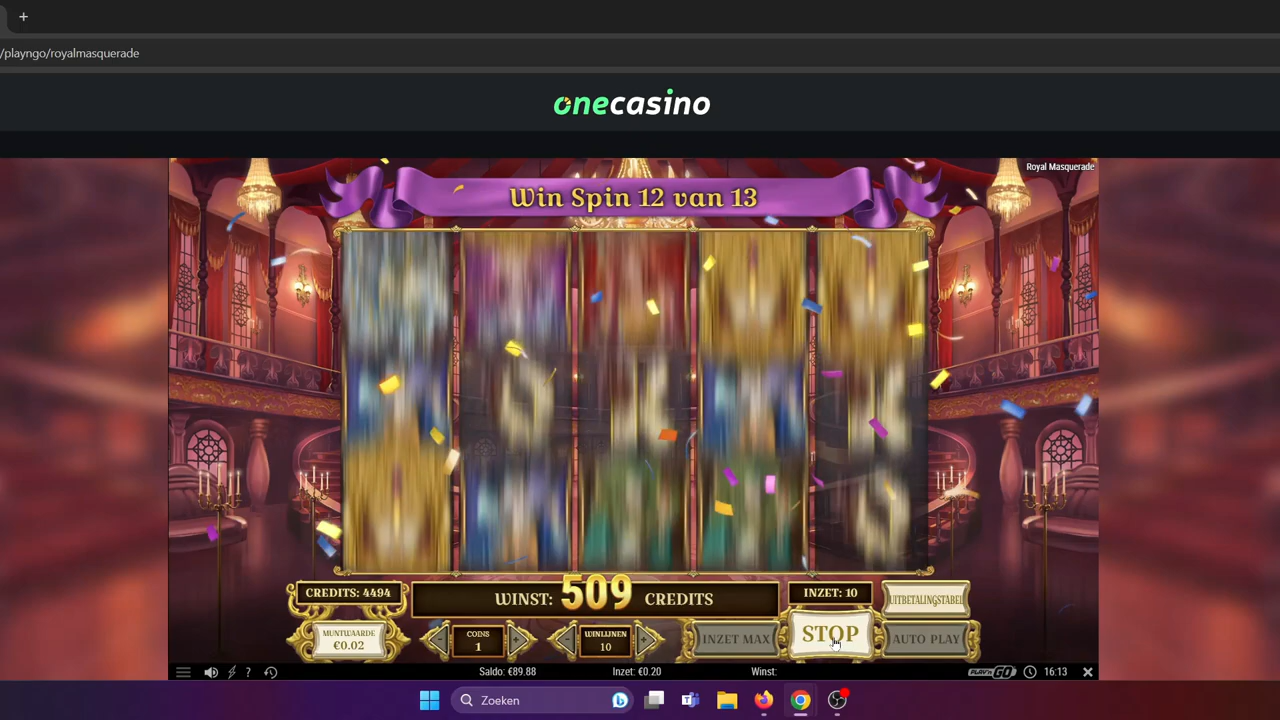 /playngo/royalmasquerade
onecasino
Royal Masquerade
Win Spin 12 van 13
CREDITS: 4494
WINST: 509 CREDITS
INZET: 10
UITBETALINGSTABEL
MUNTWAARDE
€0.02
COINS
1
WINLIJNEN
10
INZET MAX
STOP
AUTO PLAY
Saldo: €89.88
Inzet: €0.20
Winst:
PLAY'n GO
16:13
Zoeken